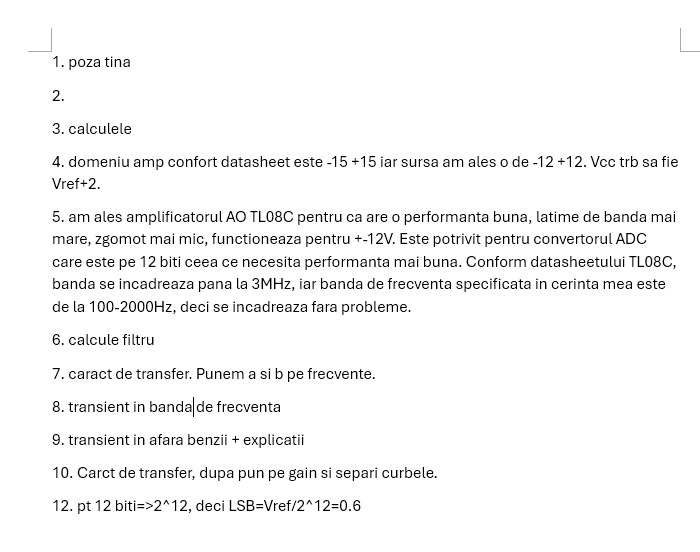 1. poza tina
2.
3. calculele
4. domeniu amp confort datasheet este -15 +15 iar sursa am ales o de -12 +12. Vcc trb sa fie
Vref+2.
5. am ales amplificatorul AO TL08C pentru ca are o performanta buna, latime de banda mai
mare, zgomot mai mic, functioneaza pentru +-12V. Este potrivit pentru convertorul ADC
care este pe 12 biti ceea ce necesita performanta mai buna. Conform datasheetului TL08C,
banda se incadreaza pana la 3MHz, iar banda de frecventa specificata in cerinta mea este
de la 100-2000Hz, deci se incadreaza fara probleme.
6. calcule filtru
7. caract de transfer. Punem a si b pe frecvente.
8. transient in banda de frecventa
9. transient in afara benzii + explicatii
10. Carct de transfer, dupa pun pe gain si separi curbele.
12. pt 12 biti=>2^12, deci LSB=Vref/2^12=0.6